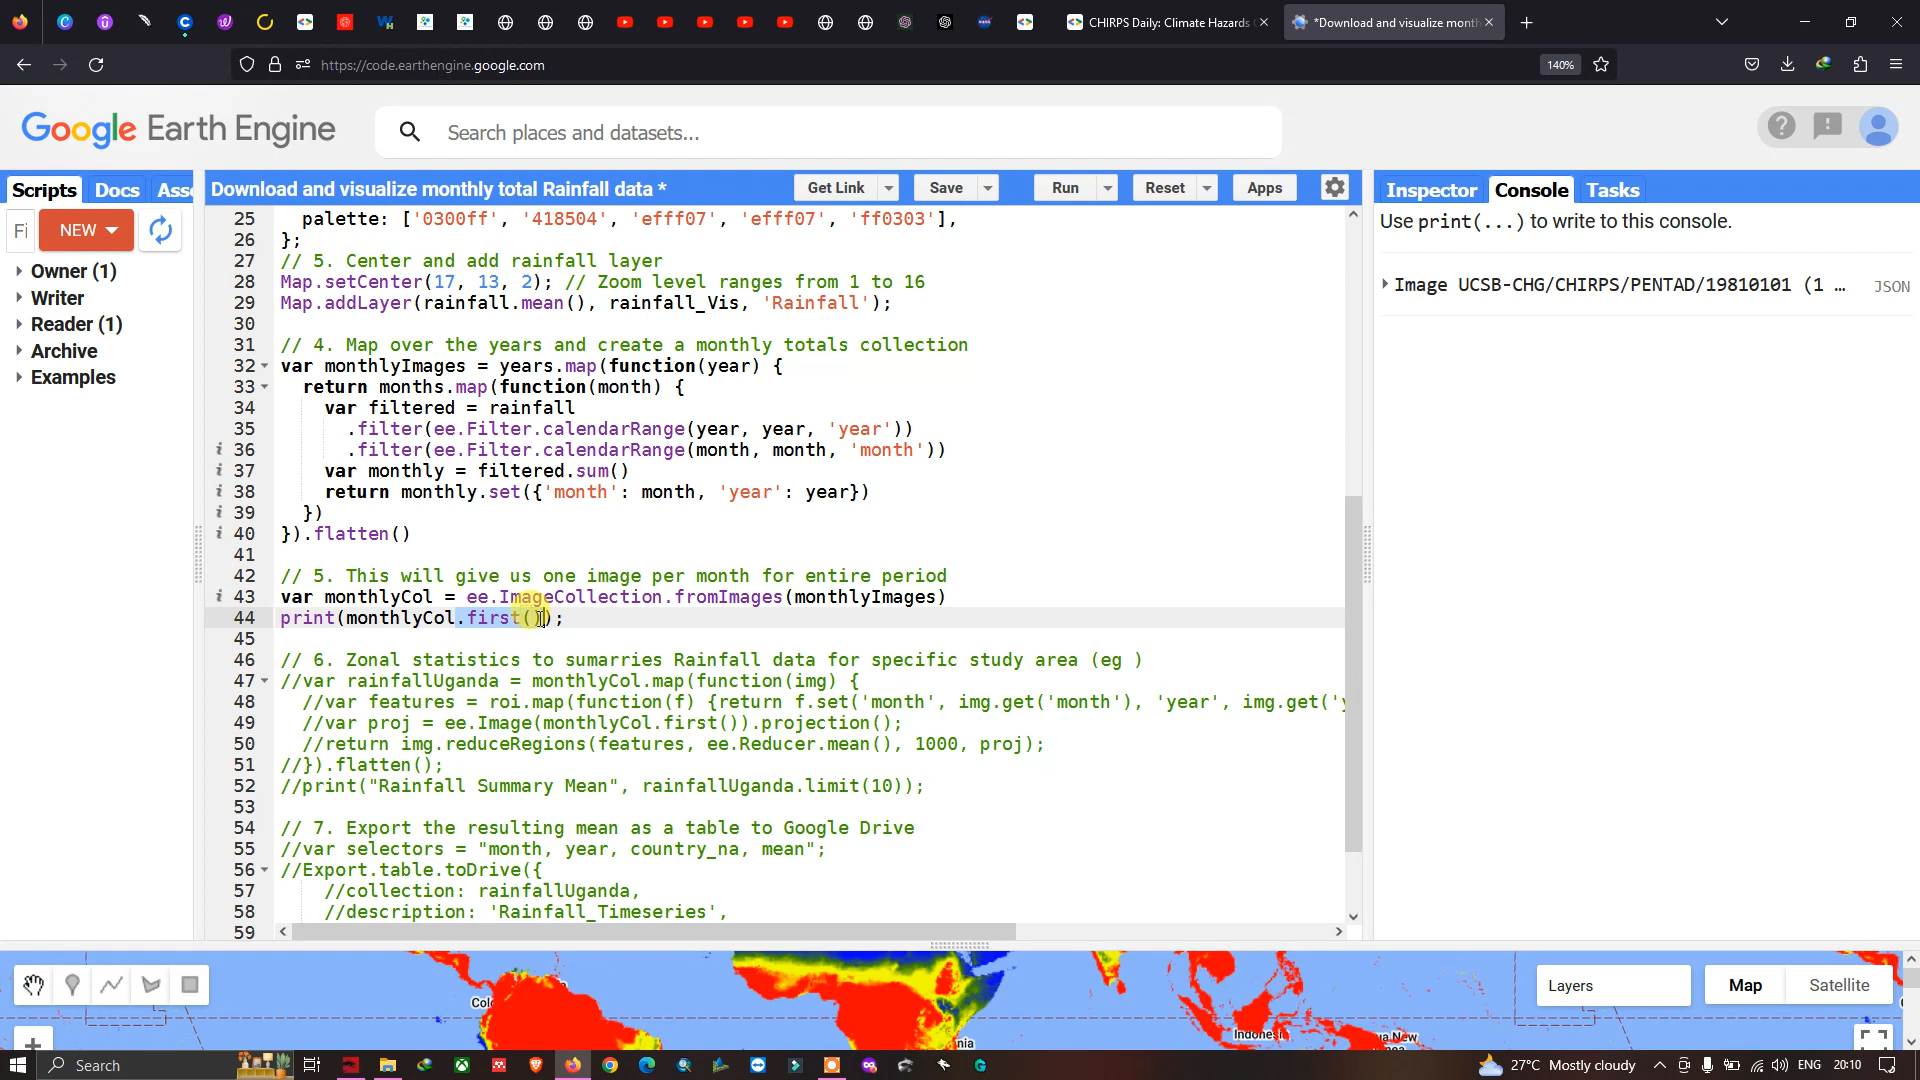 CHIRPS Daily: Climate Hazards
*Download and visualize month
https://code.earthengine.google.com
140%
Google Earth Engine
Search places and datasets...
Scripts
Docs
Ass
Download and visualize monthly total Rainfall data *
Get Link
Save
Run
Reset
Apps
Inspector
Console
Tasks
Fi
NEW
Owner (1)
Writer
Reader (1)
Archive
Examples
25 palette: ['0300ff', '418504', 'efff07', 'efff07', 'ff0303'],
26 };
27 // 5. Center and add rainfall layer
28 Map.setCenter(17, 13, 2); // Zoom level ranges from 1 to 16
29 Map.addLayer(rainfall.mean(), rainfall_Vis, 'Rainfall');
30
31 // 4. Map over the years and create a monthly totals collection
32 var monthlyImages = years.map(function(year) {
33 return months.map(function(month) {
34 var filtered = rainfall
35 .filter(ee.Filter.calendarRange(year, year, 'year'))
i 36 .filter(ee.Filter.calendarRange(month, month, 'month'))
i 37 var monthly = filtered.sum()
i 38 return monthly.set({'month': month, 'year': year})
i 39 })
i 40 }).flatten()
41
42 // 5. This will give us one image per month for entire period
i 43 var monthlyCol = ee.ImageCollection.fromImages(monthlyImages)
44 print(monthlyCol.first());
45
46 // 6. Zonal statistics to sumarries Rainfall data for specific study area (eg )
47 //var rainfallUganda = monthlyCol.map(function(img) {
48 //var features = roi.map(function(f) {return f.set('month', img.get('month'), 'year', img.get('y
49 //var proj = ee.Image(monthlyCol.first()).projection();
50 //return img.reduceRegions(features, ee.Reducer.mean(), 1000, proj);
51 //}).flatten();
52 //print("Rainfall Summary Mean", rainfallUganda.limit(10));
53
54 // 7. Export the resulting mean as a table to Google Drive
55 //var selectors = "month, year, country_na, mean";
56 //Export.table.toDrive({
57 //collection: rainfallUganda,
58 //description: 'Rainfall_Timeseries',
59
Use print(...) to write to this console.
Image UCSB-CHG/CHIRPS/PENTAD/19810101 (1 …
JSON
Layers
Map
Satellite
Indonesia
Search
27°C Mostly cloudy
ENG
20:10